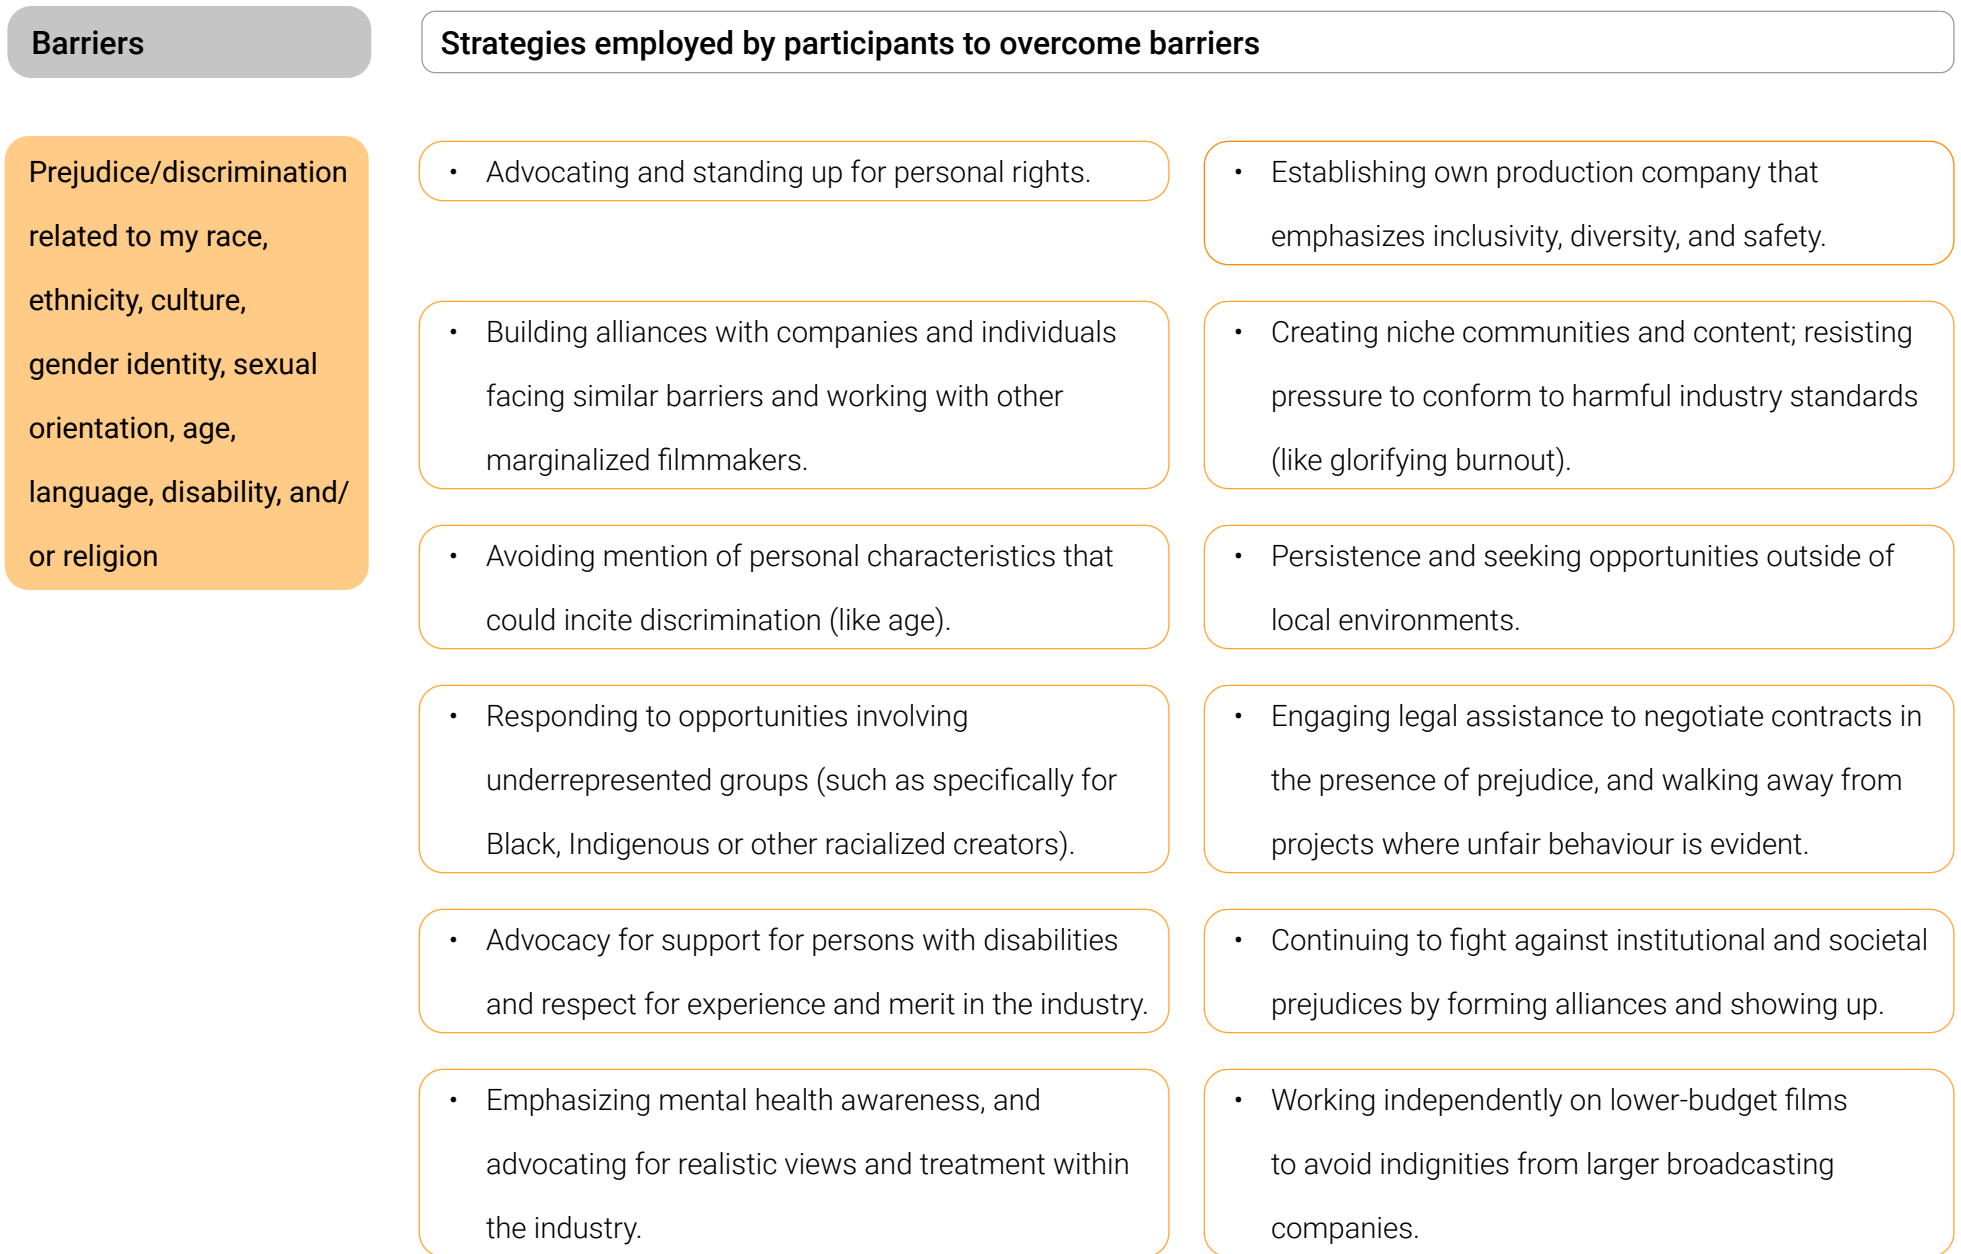 Barriers
Strategies employed by participants to overcome barriers
Prejudice/discrimination
related to my race,
ethnicity, culture,
gender identity, sexual
orientation, age,
language, disability, and/
or religion
• Advocating and standing up for personal rights.
• Establishing own production company that
emphasizes inclusivity, diversity, and safety.
• Building alliances with companies and individuals
facing similar barriers and working with other
marginalized filmmakers.
• Creating niche communities and content; resisting
pressure to conform to harmful industry standards
(like glorifying burnout).
• Avoiding mention of personal characteristics that
could incite discrimination (like age).
• Persistence and seeking opportunities outside of
local environments.
• Responding to opportunities involving
underrepresented groups (such as specifically for
Black, Indigenous or other racialized creators).
• Engaging legal assistance to negotiate contracts in
the presence of prejudice, and walking away from
projects where unfair behaviour is evident.
• Advocacy for support for persons with disabilities
and respect for experience and merit in the industry.
• Continuing to fight against institutional and societal
prejudices by forming alliances and showing up.
• Emphasizing mental health awareness, and
advocating for realistic views and treatment within
the industry.
• Working independently on lower-budget films
to avoid indignities from larger broadcasting
companies.